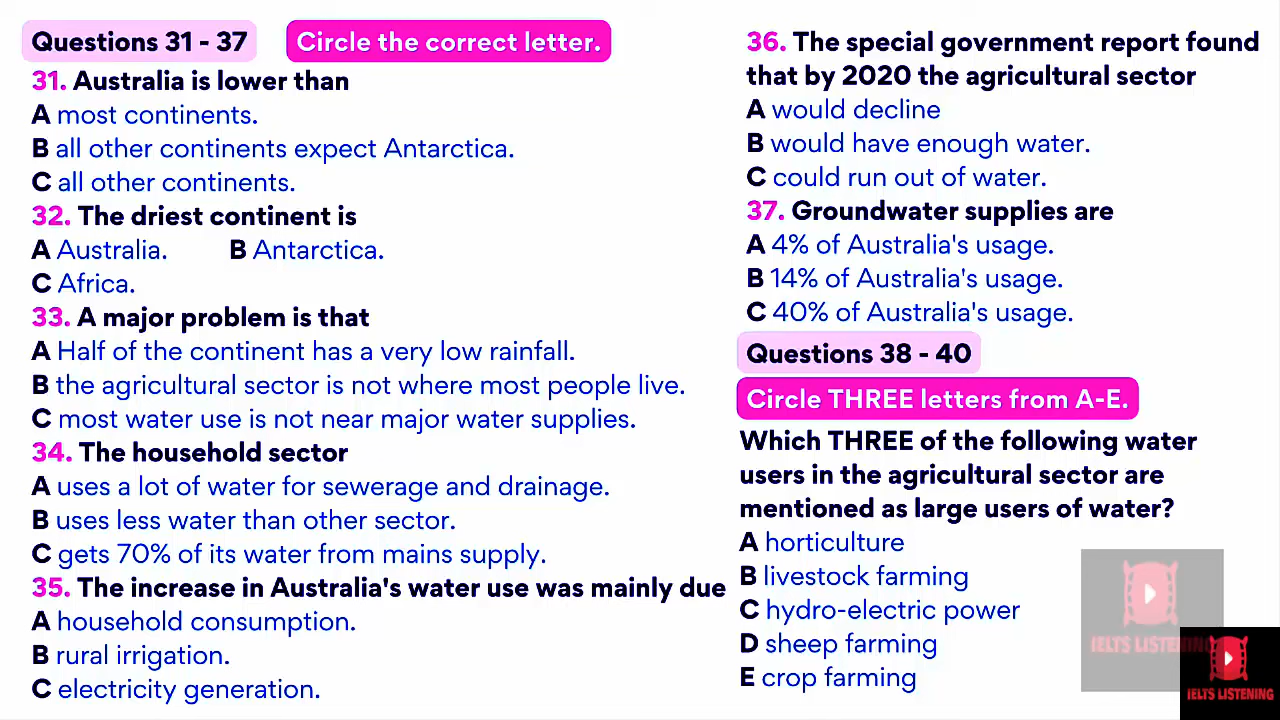 Questions 31 - 37
Circle the correct letter.
31. Australia is lower than
A most continents.
B all other continents expect Antarctica.
C all other continents.
32. The driest continent is
A Australia. B Antarctica.
C Africa.
33. A major problem is that
A Half of the continent has a very low rainfall.
B the agricultural sector is not where most people live.
C most water use is not near major water supplies.
34. The household sector
A uses a lot of water for sewerage and drainage.
B uses less water than other sector.
C gets 70% of its water from mains supply.
35. The increase in Australia's water use was mainly due
A household consumption.
B rural irrigation.
C electricity generation.
36. The special government report found
that by 2020 the agricultural sector
A would decline
B would have enough water.
C could run out of water.
37. Groundwater supplies are
A 4% of Australia's usage.
B 14% of Australia's usage.
C 40% of Australia's usage.
Questions 38 - 40
Circle THREE letters from A-E.
Which THREE of the following water
users in the agricultural sector are
mentioned as large users of water?
A horticulture
B livestock farming
C hydro-electric power
D sheep farming
E crop farming
IELTS LISTENING
IELTS LISTENING